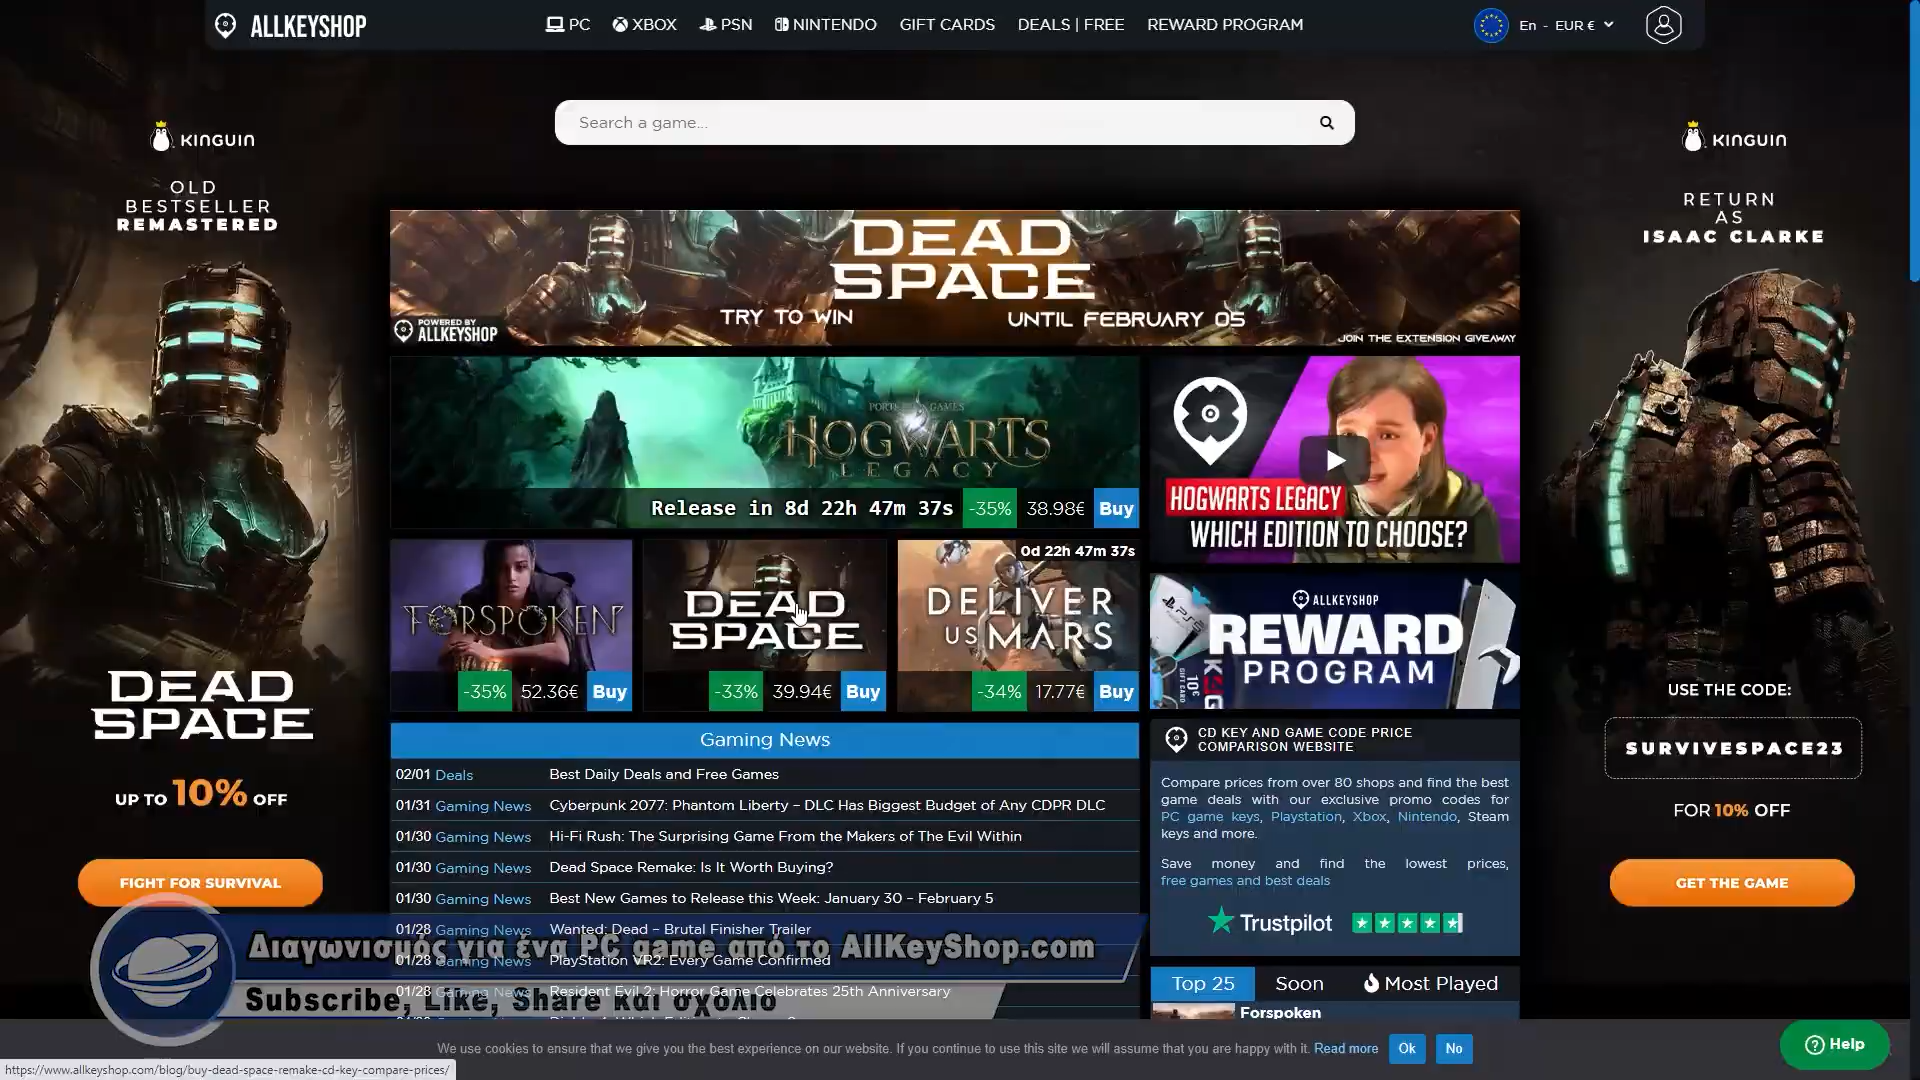 ALLKEYSHOP
PC
XBOX
PSN
NINTENDO
GIFT CARDS
DEALS | FREE
REWARD PROGRAM
En - EUR €
Search a game...
KINGUIN
OLD
BESTSELLER
REMASTERED
DEAD
SPACE
UP TO 10% OFF
FIGHT FOR SURVIVAL
KINGUIN
RETURN
AS
ISAAC CLARKE
USE THE CODE:
SURVIVESPACE23
FOR 10% OFF
GET THE GAME
DEAD
SPACE
TRY TO WIN UNTIL FEBRUARY 05
POWERED BY
ALLKEYSHOP
JOIN THE EXTENSION GIVEAWAY
HOGWARTS
LEGACY
Release in 8d 22h 47m 37s -35% 38.98€ Buy
HOGWARTS LEGACY
WHICH EDITION TO CHOOSE?
FORSPOKEN
-35% 52.36€ Buy
DEAD
SPACE
-33% 39.94€ Buy
0d 22h 47m 37s
DELIVER
US MARS
-34% 17.77€ Buy
ALLKEYSHOP
REWARD
PROGRAM
Gaming News
02/01 Deals Best Daily Deals and Free Games
01/31 Gaming News Cyberpunk 2077: Phantom Liberty – DLC Has Biggest Budget of Any CDPR DLC
01/30 Gaming News Hi-Fi Rush: The Surprising Game From the Makers of The Evil Within
01/30 Gaming News Dead Space Remake: Is It Worth Buying?
01/30 Gaming News Best New Games to Release this Week: January 30 – February 5
01/28 Gaming News Wanted: Dead – Brutal Finisher Trailer
01/28 Gaming News PlayStation VR2: Every Game Confirmed
01/28 Gaming News Resident Evil 2: Horror Game Celebrates 25th Anniversary
CD KEY AND GAME CODE PRICE
COMPARISON WEBSITE
Compare prices from over 80 shops and find the best
game deals with our exclusive promo codes for
PC game keys, Playstation, Xbox, Nintendo, Steam
keys and more.
Save money and find the lowest prices,
free games and best deals
Trustpilot
Top 25
Soon
Most Played
Forspoken
Διαγωνισμός για ένα PC game από το AllKeyShop.com
Subscribe, Like, Share και σχόλιο
We use cookies to ensure that we give you the best experience on our website. If you continue to use this site we will assume that you are happy with it. Read more Ok No
Help
https://www.allkeyshop.com/blog/buy-dead-space-remake-cd-key-compare-prices/